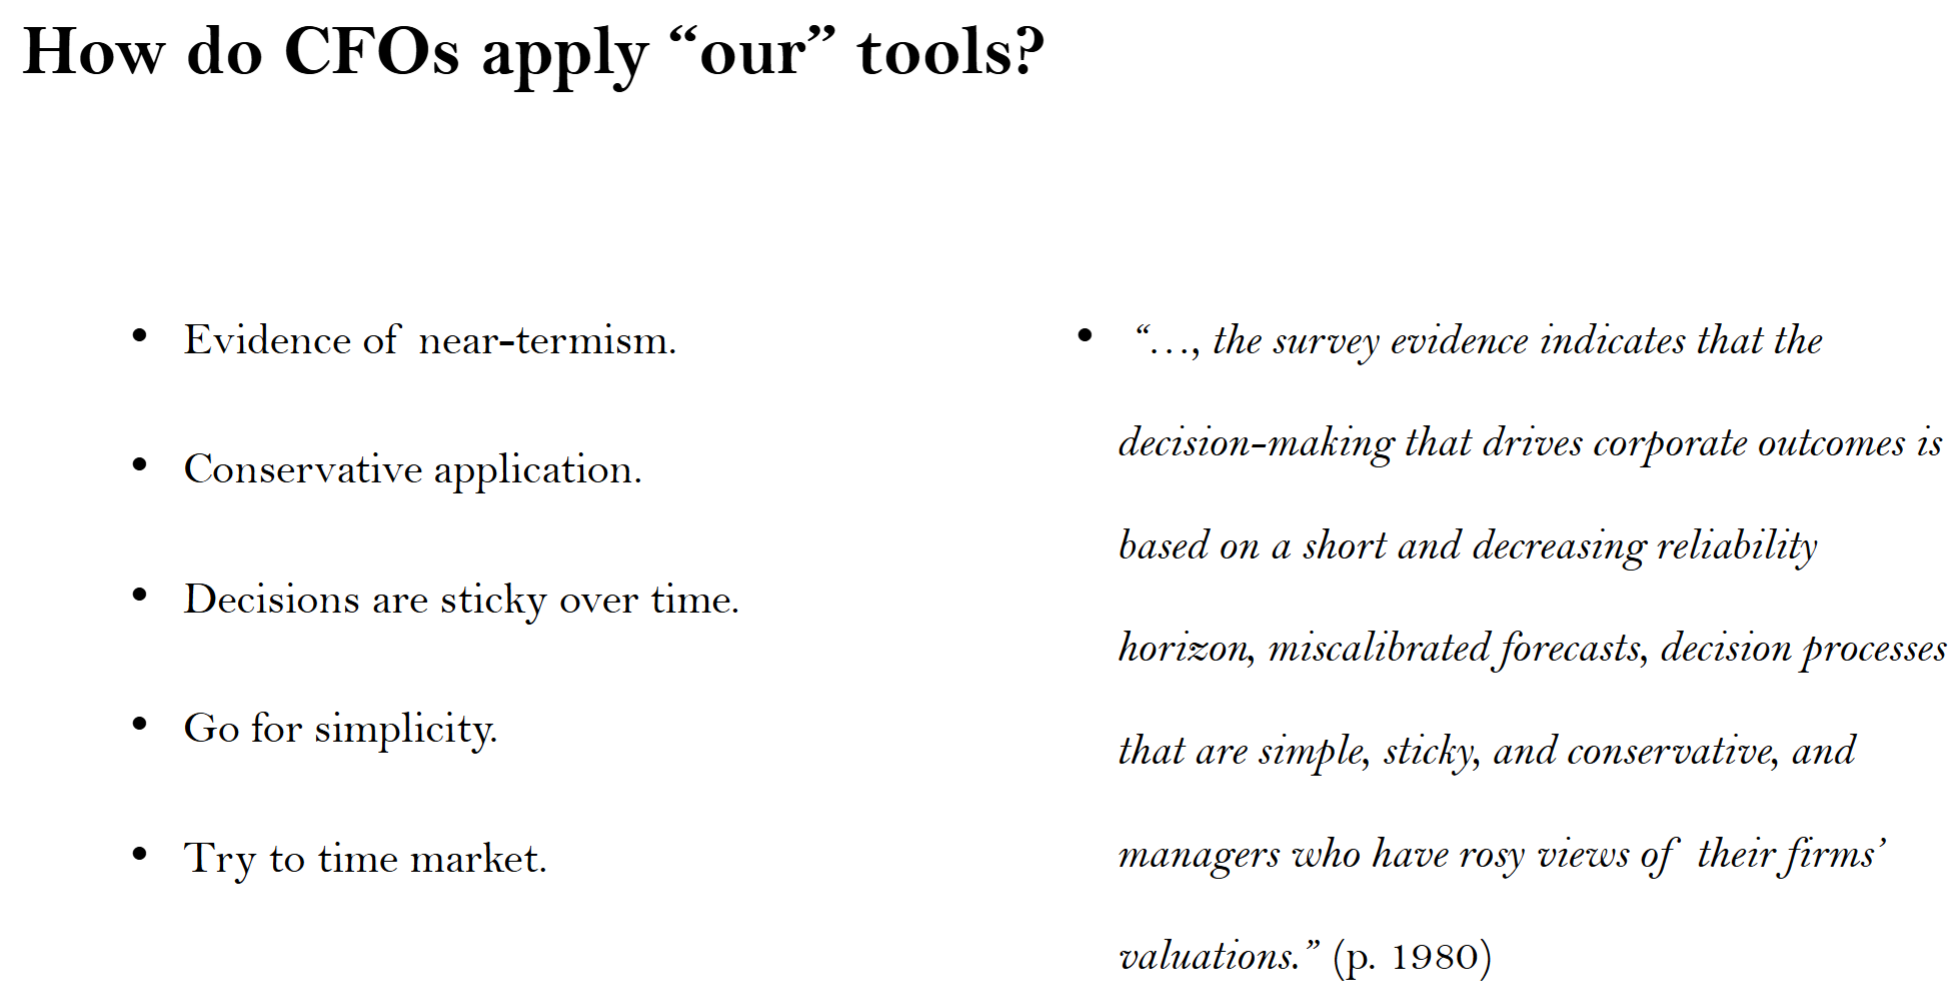 How do CFOs apply “our” tools?
• Evidence of near-termism.
• Conservative application.
• Decisions are sticky over time.
• Go for simplicity.
• Try to time market.
• “…, the survey evidence indicates that the
decision-making that drives corporate outcomes is
based on a short and decreasing reliability
horizon, miscalibrated forecasts, decision processes
that are simple, sticky, and conservative, and
managers who have rosy views of their firms’
valuations.” (p. 1980)